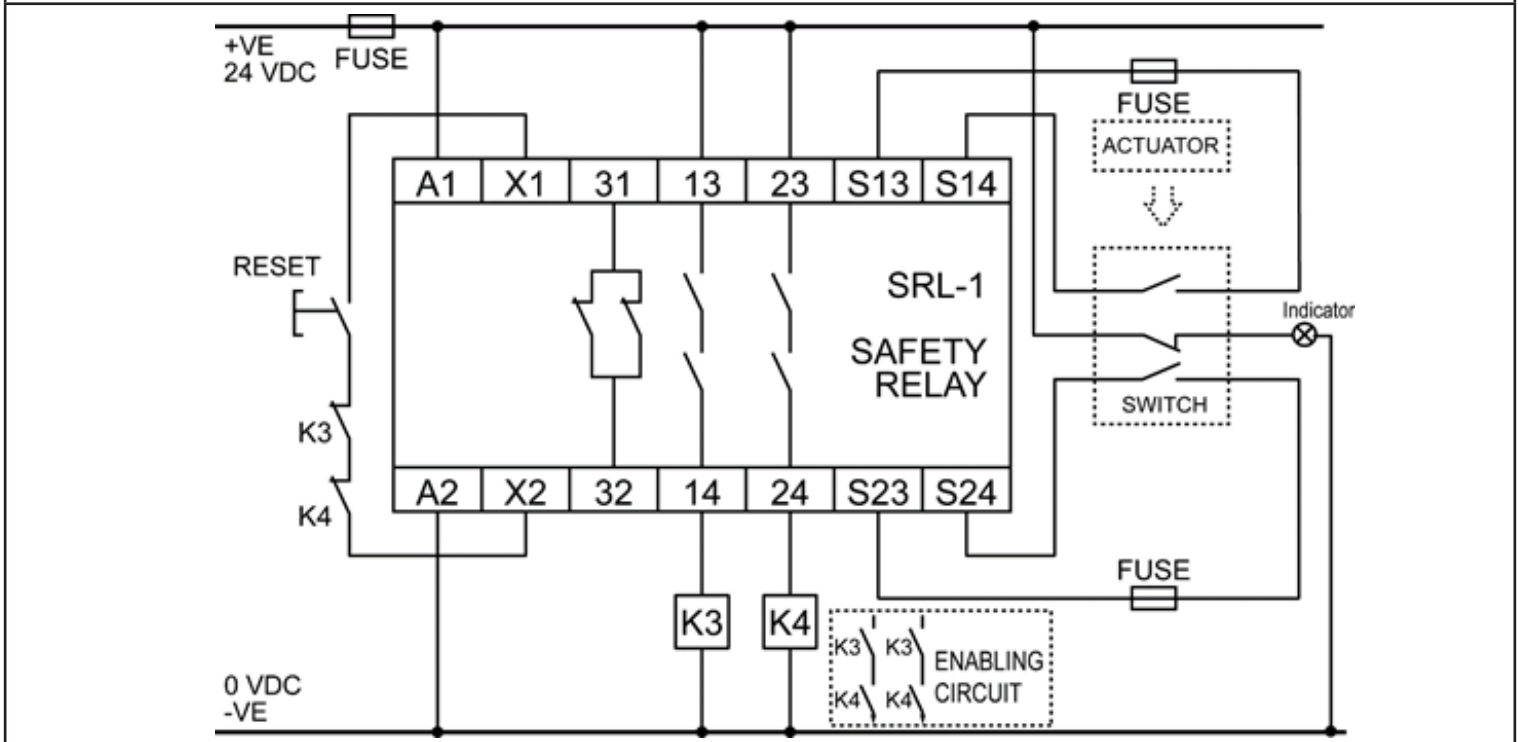 +VE
24 VDC
FUSE
FUSE
ACTUATOR
A1 X1 31 13 23 S13 S14
RESET
SRL-1
SAFETY
RELAY
Indicator
SWITCH
K3
K4
A2 X2 32 14 24 S23 S24
FUSE
K3 K4
K3 K3 ENABLING
K4 K4 CIRCUIT
0 VDC
-VE